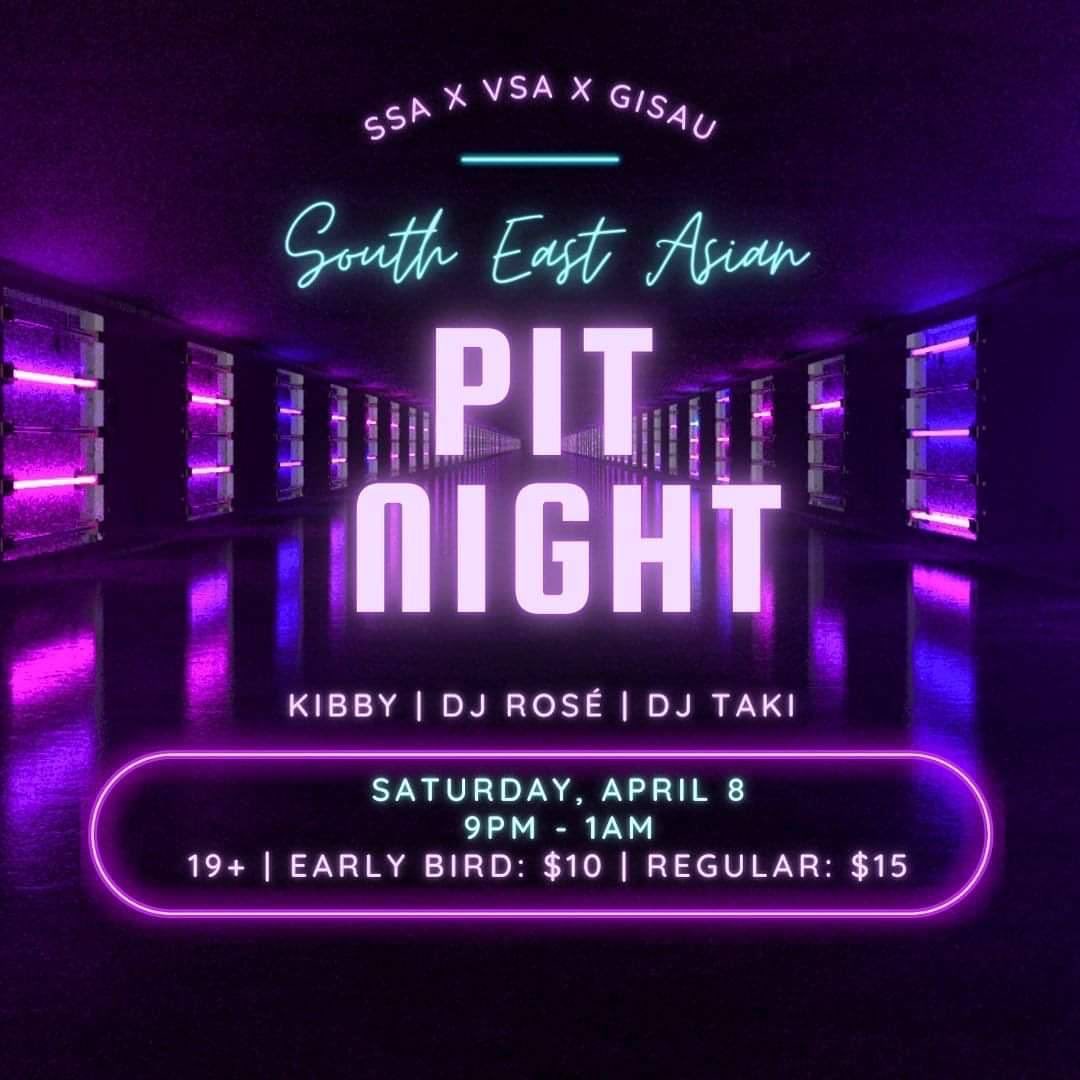 SSA X VSA X GISAU
South East Asian
PIT
NIGHT
KIBBY | DJ ROSÉ | DJ TAKI
SATURDAY, APRIL 8
9PM - 1AM
19+ | EARLY BIRD: $10 | REGULAR: $15